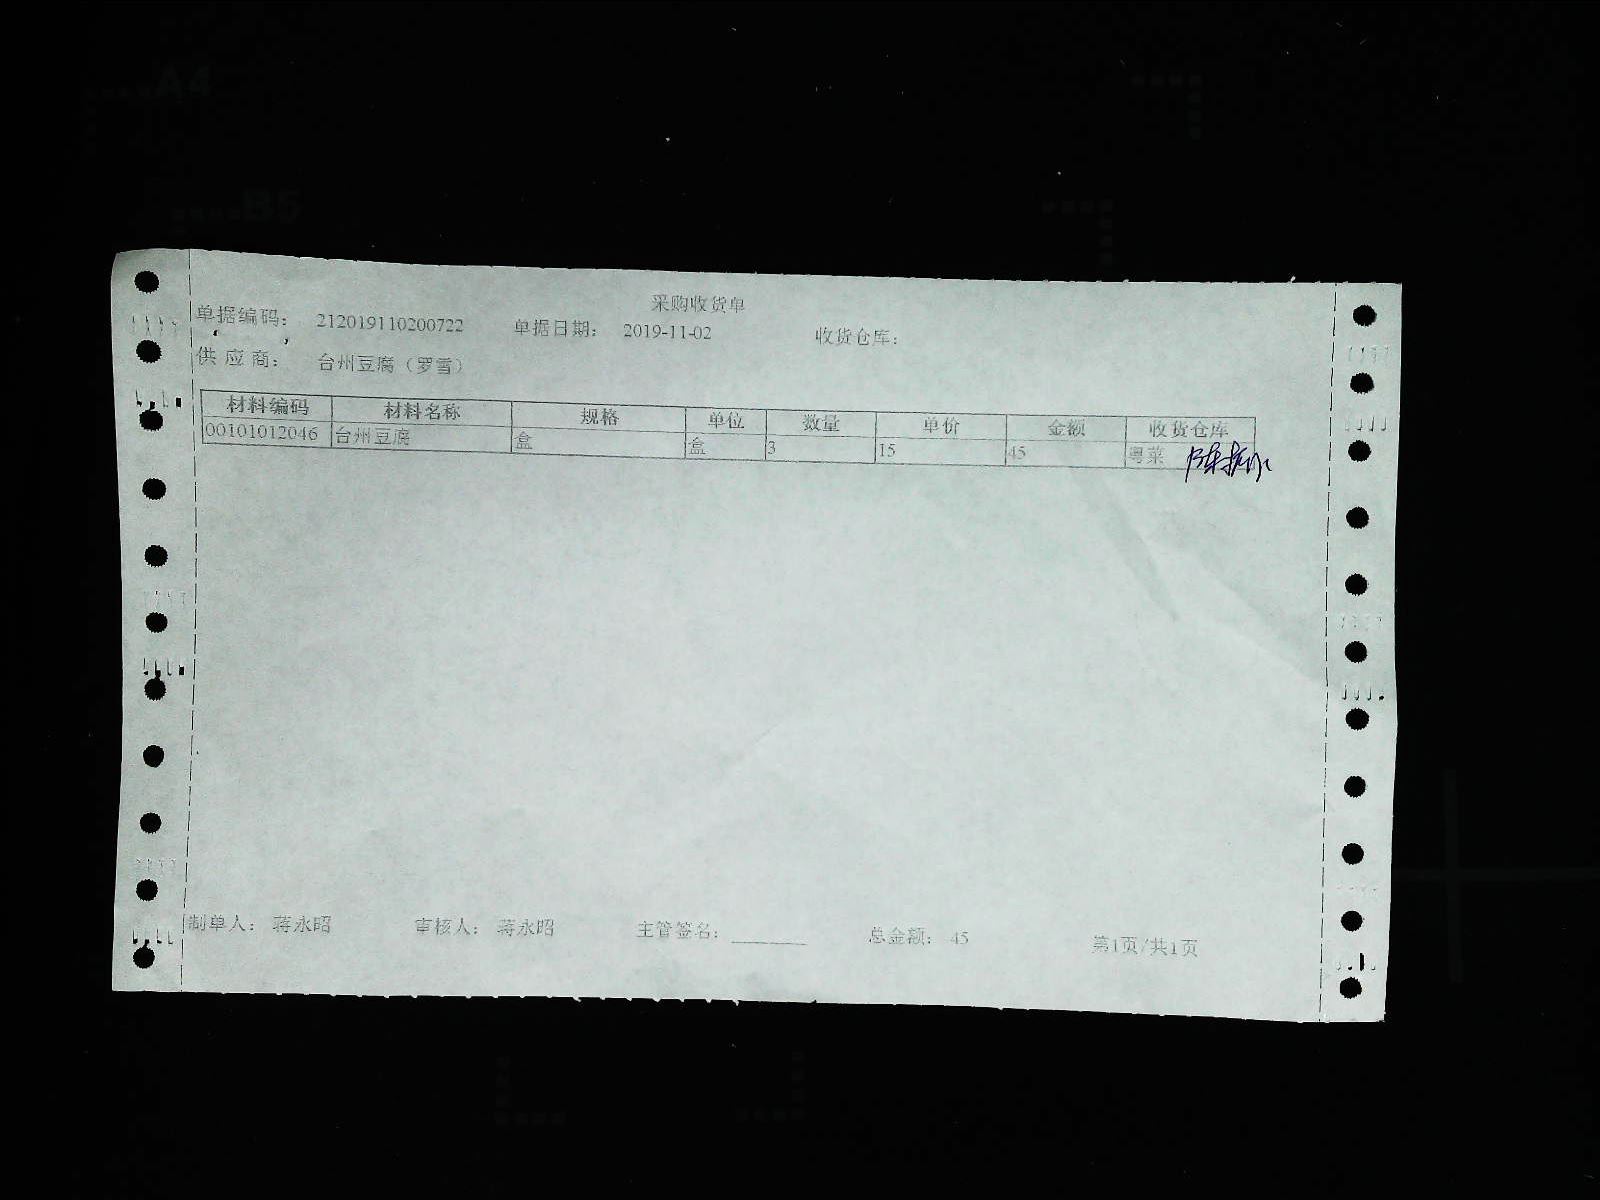 A4
B5
采购收货单
单据编码： 212019110200722 单据日期： 2019-11-02 收货仓库：
供应商： 台州豆腐（罗雪）
材料编码 材料名称 规格 单位 数量 单价 金额 收货仓库
00101012046 台州豆腐 盒 盒 3 15 45 粤菜
制单人： 蒋永昭 审核人： 蒋永昭 主管签名： 总金额： 45 第1页/共1页